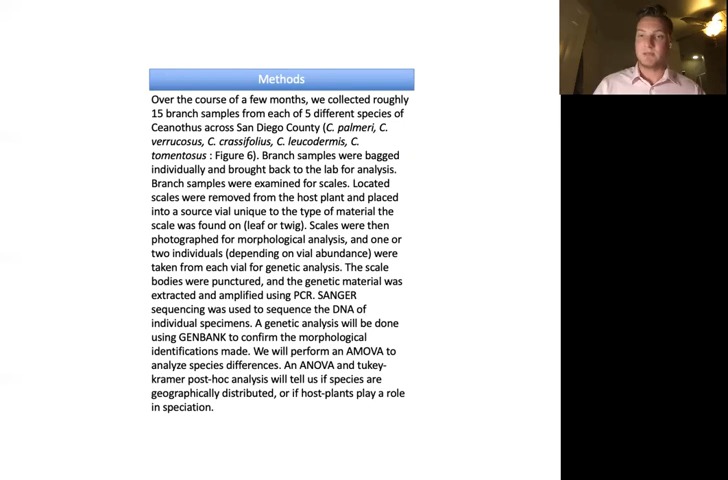 Methods
Over the course of a few months, we collected roughly
15 branch samples from each of 5 different species of
Ceanothus across San Diego County (C. palmeri, C.
verrucosus, C. crassifolius, C. leucodermis, C.
tomentosus : Figure 6). Branch samples were bagged
individually and brought back to the lab for analysis.
Branch samples were examined for scales. Located
scales were removed from the host plant and placed
into a source vial unique to the type of material the
scale was found on (leaf or twig). Scales were then
photographed for morphological analysis, and one or
two individuals (depending on vial abundance) were
taken from each vial for genetic analysis. The scale
bodies were punctured, and the genetic material was
extracted and amplified using PCR. SANGER
sequencing was used to sequence the DNA of
individual specimens. A genetic analysis will be done
using GENBANK to confirm the morphological
identifications made. We will perform an AMOVA to
analyze species differences. An ANOVA and tukey-
kramer post-hoc analysis will tell us if species are
geographically distributed, or if host-plants play a role
in speciation.